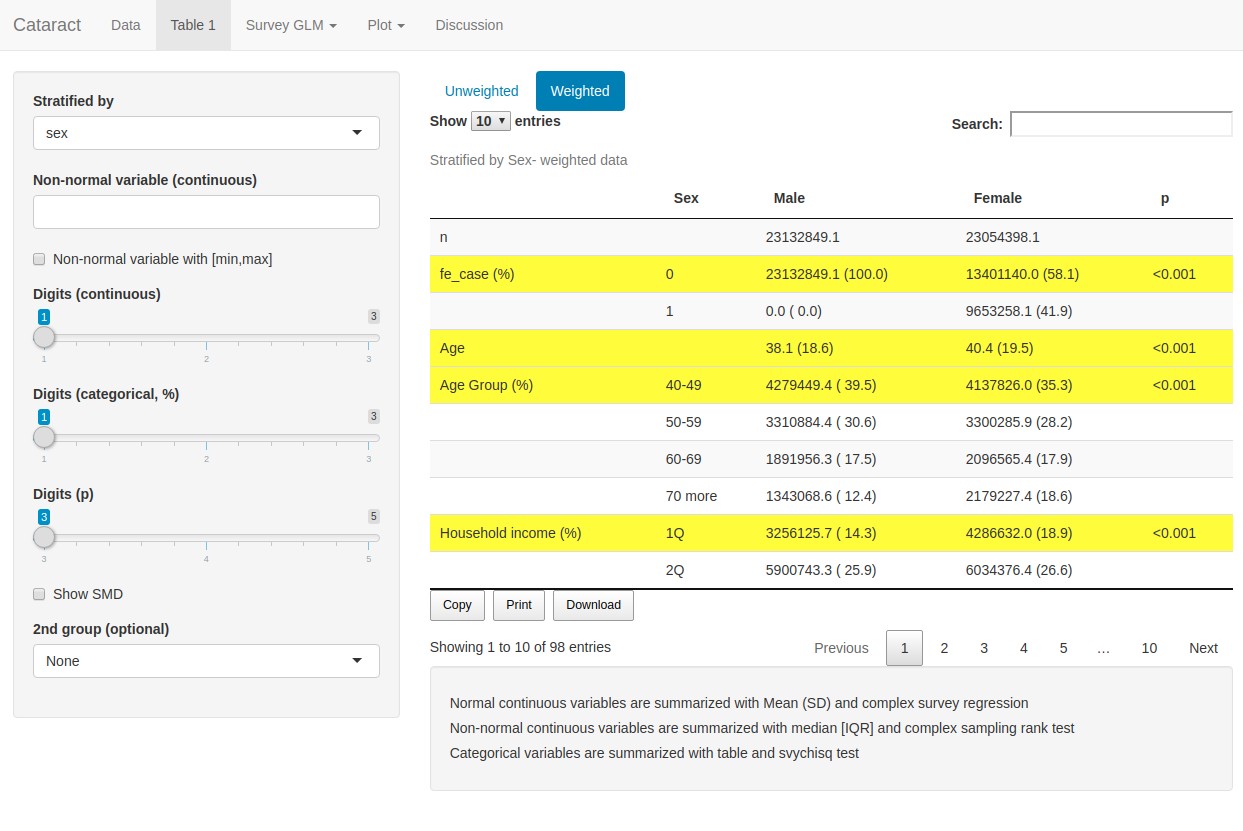 Cataract Data Table 1 Survey GLM Plot Discussion
Stratified by
sex
Non-normal variable (continuous)
Non-normal variable with [min,max]
Digits (continuous)
1 3
1 2 3
Digits (categorical, %)
1 3
1 2 3
Digits (p)
3 5
3 4 5
Show SMD
2nd group (optional)
None
Unweighted Weighted
Show 10 entries Search:
Stratified by Sex- weighted data
Sex Male Female p
n 23132849.1 23054398.1
fe_case (%) 0 23132849.1 (100.0) 13401140.0 (58.1) <0.001
1 0.0 ( 0.0) 9653258.1 (41.9)
Age 38.1 (18.6) 40.4 (19.5) <0.001
Age Group (%) 40-49 4279449.4 ( 39.5) 4137826.0 (35.3) <0.001
50-59 3310884.4 ( 30.6) 3300285.9 (28.2)
60-69 1891956.3 ( 17.5) 2096565.4 (17.9)
70 more 1343068.6 ( 12.4) 2179227.4 (18.6)
Household income (%) 1Q 3256125.7 ( 14.3) 4286632.0 (18.9) <0.001
2Q 5900743.3 ( 25.9) 6034376.4 (26.6)
Copy Print Download
Showing 1 to 10 of 98 entries Previous 1 2 3 4 5 … 10 Next
Normal continuous variables are summarized with Mean (SD) and complex survey regression
Non-normal continuous variables are summarized with median [IQR] and complex sampling rank test
Categorical variables are summarized with table and svychisq test